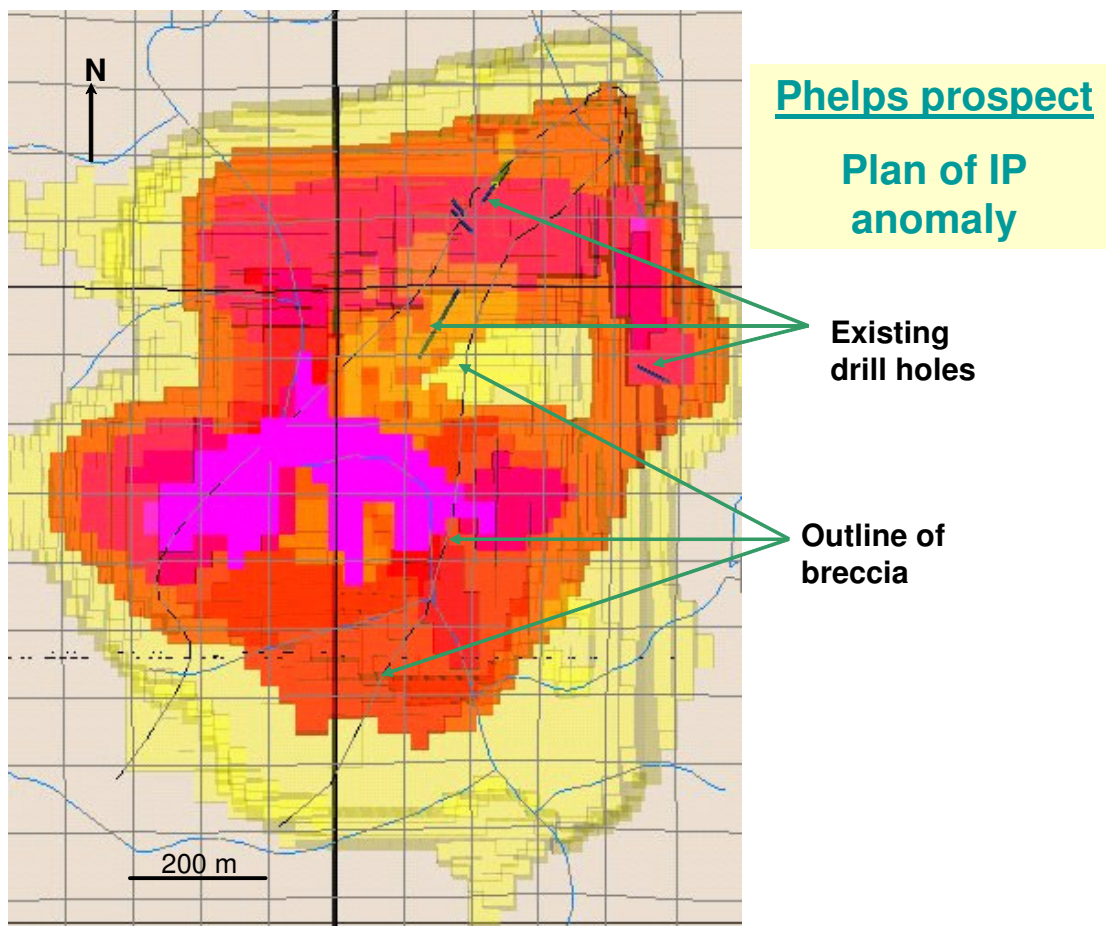 N
Phelps prospect
Plan of IP
anomaly
Existing
drill holes
Outline of
breccia
200 m